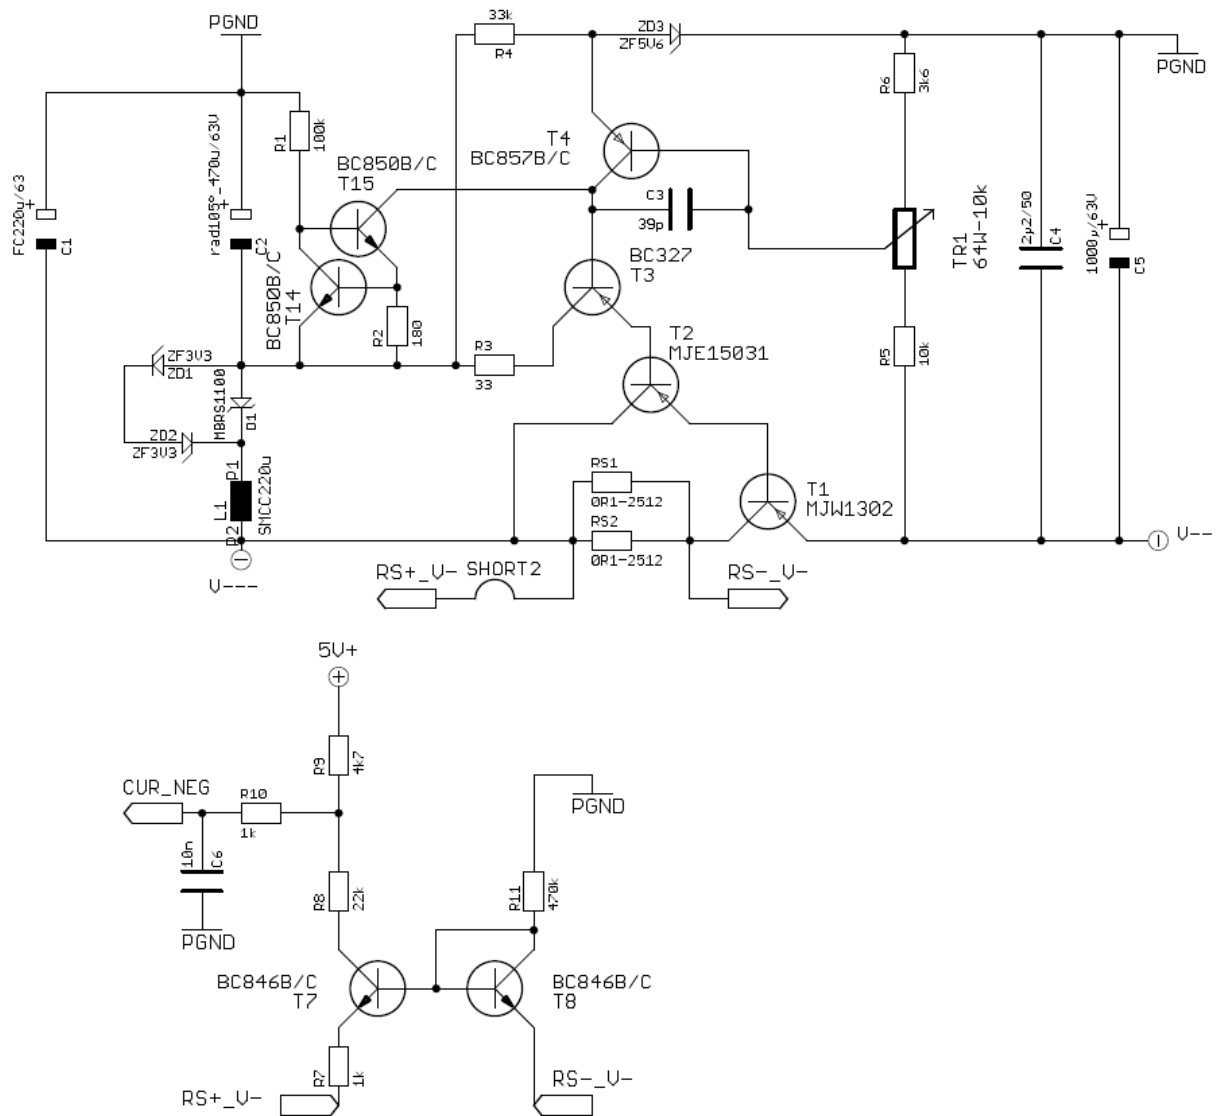 PGND
33k
R4
ZD3
ZF5V6
PGND
R6
3k6
R1
100k
T4
BC857B/C
BC850B/C
T15
FC220u/63
+
C1
rad105°_470u/63V
+
C2
C3
39p
TR1
64W-10k
2µ2/50
C4
1000µ/63V
+
C5
BC327
T3
BC850B/C
T14
R2
180
T2
MJE15031
R3
33
R5
10k
ZF3V3
ZD1
MBRS1100
D1
ZD2
ZF3V3
P1
L1
P2
SMCC220u
RS1
0R1-2512
RS2
0R1-2512
T1
MJW1302
V--
V---
RS+_V-
SHORT2
RS-_V-
5V+
R9
4k7
CUR_NEG
R10
1k
PGND
10n
C6
R8
22k
R11
470k
PGND
BC846B/C
T7
BC846B/C
T8
R7
1k
RS+_V-
RS-_V-